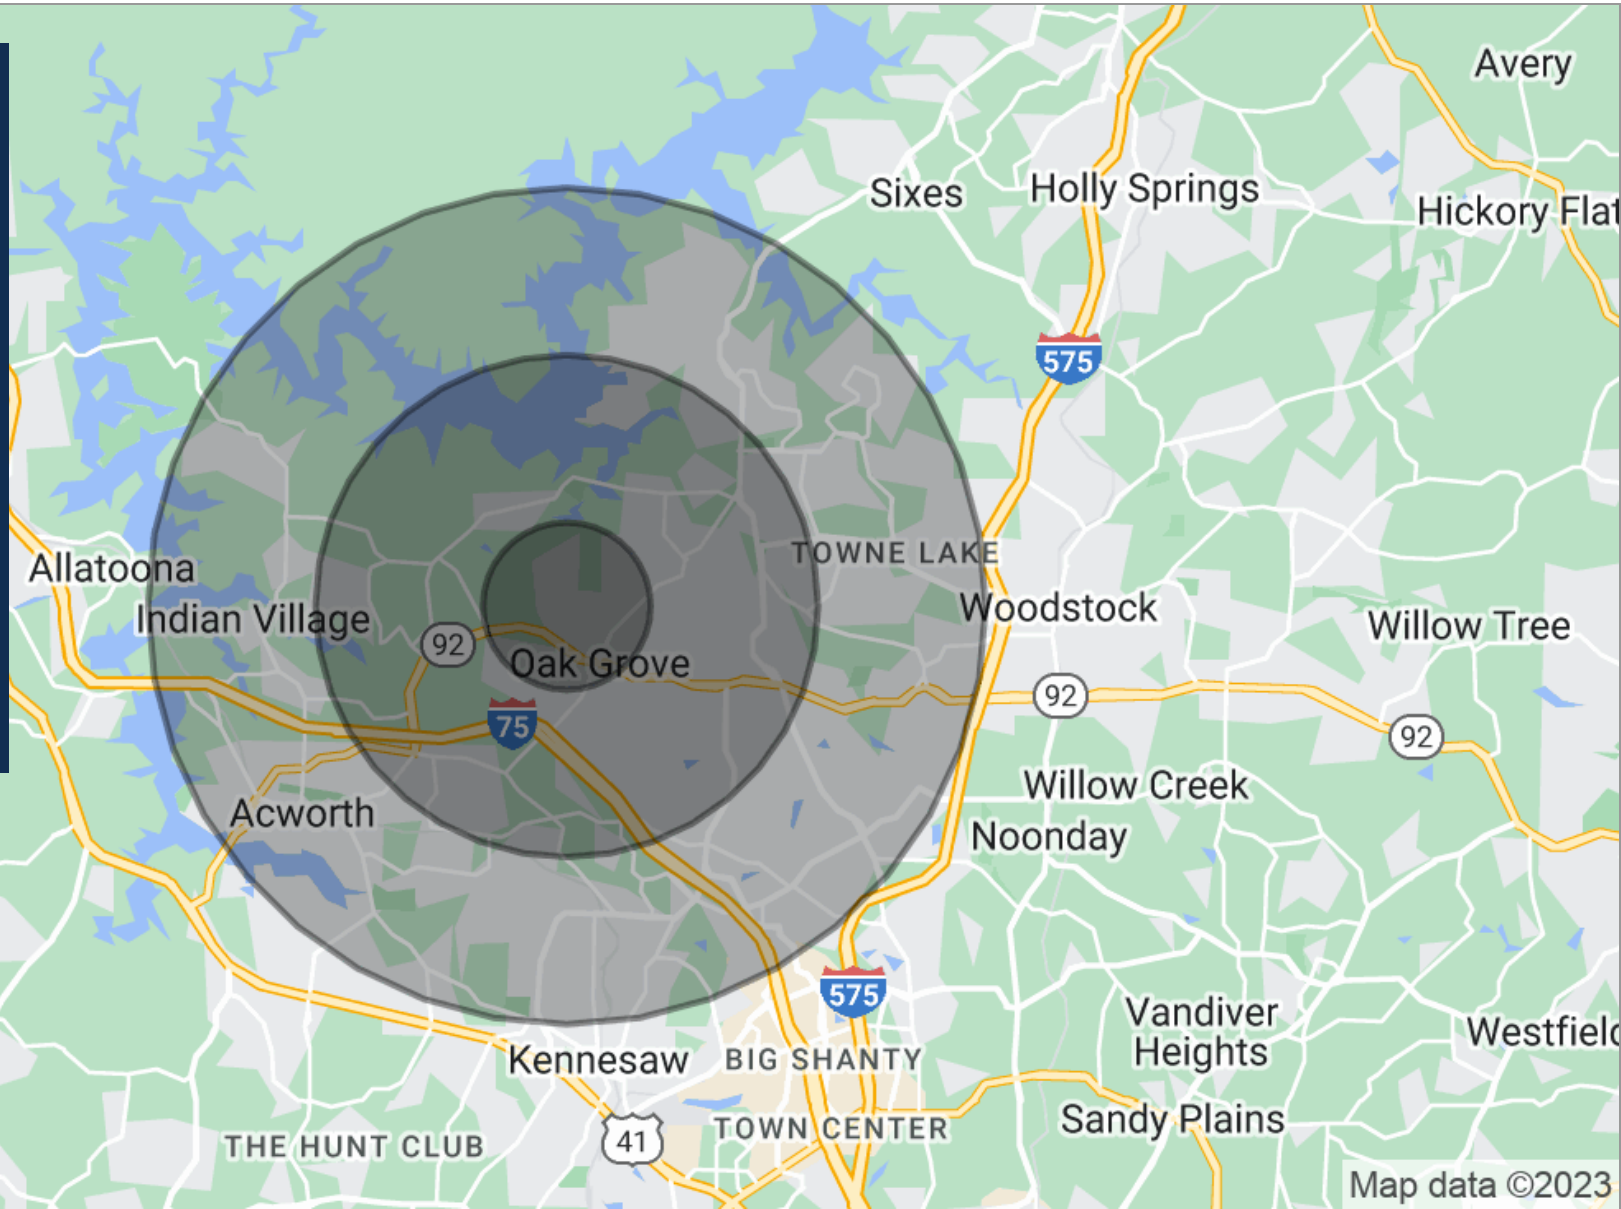 Avery
Sixes
Holly Springs
Hickory Flat
575
TOWNE LAKE
Allatoona
Indian Village
Woodstock
Willow Tree
92
Oak Grove
92
75
92
Willow Creek
Acworth
Noonday
575
Vandiver
Heights
Westfield
Kennesaw
BIG SHANTY
Sandy Plains
TOWN CENTER
41
THE HUNT CLUB
Map data ©2023